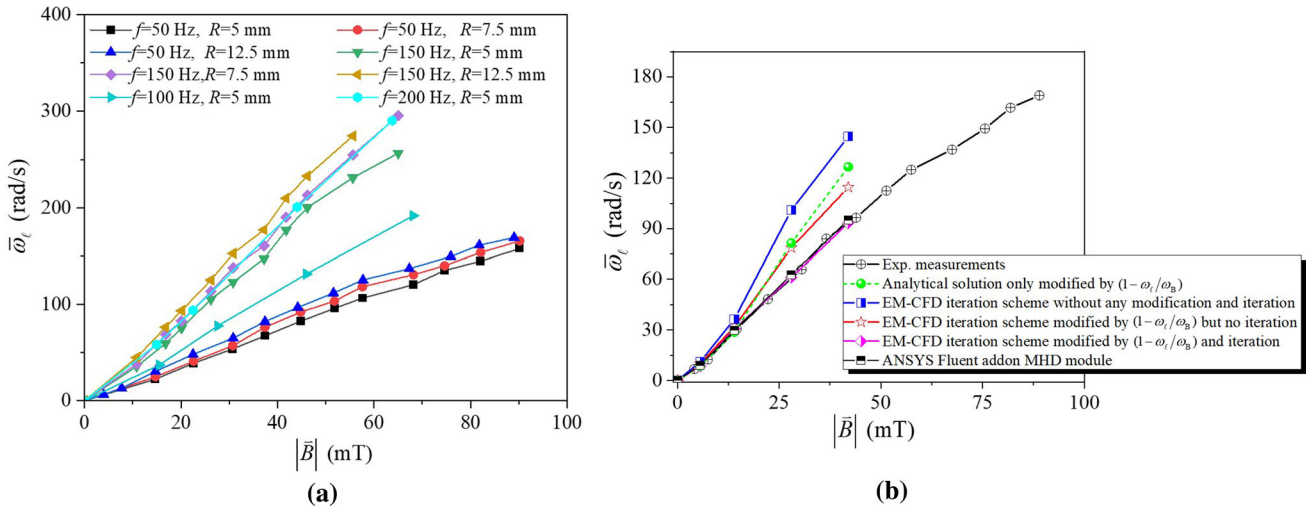 400
300
200
100
0
0
20
40
60
80
100
ω̅ℓ (rad/s)
|B⃗| (mT)
f=50 Hz, R=5 mm
f=50 Hz, R=7.5 mm
f=50 Hz, R=12.5 mm
f=150 Hz, R=5 mm
f=150 Hz,R=7.5 mm
f=150 Hz, R=12.5 mm
f=100 Hz, R=5 mm
f=200 Hz, R=5 mm
(a)
180
150
120
90
60
30
0
0
25
50
75
100
ω̅ℓ (rad/s)
|B⃗| (mT)
Exp. measurements
Analytical solution only modified by (1−ωℓ/ωB)
EM-CFD iteration scheme without any modification and iteration
EM-CFD iteration scheme modified by (1−ωℓ/ωB) but no iteration
EM-CFD iteration scheme modified by (1−ωℓ/ωB) and iteration
ANSYS Fluent addon MHD module
(b)